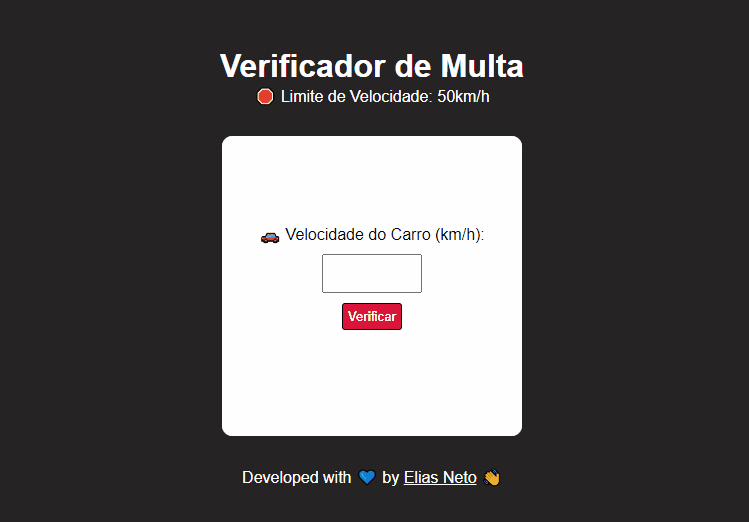 Verificador de Multa
🛑 Limite de Velocidade: 50km/h
🚗 Velocidade do Carro (km/h):
Verificar
Developed with 💙 by Elias Neto 👋